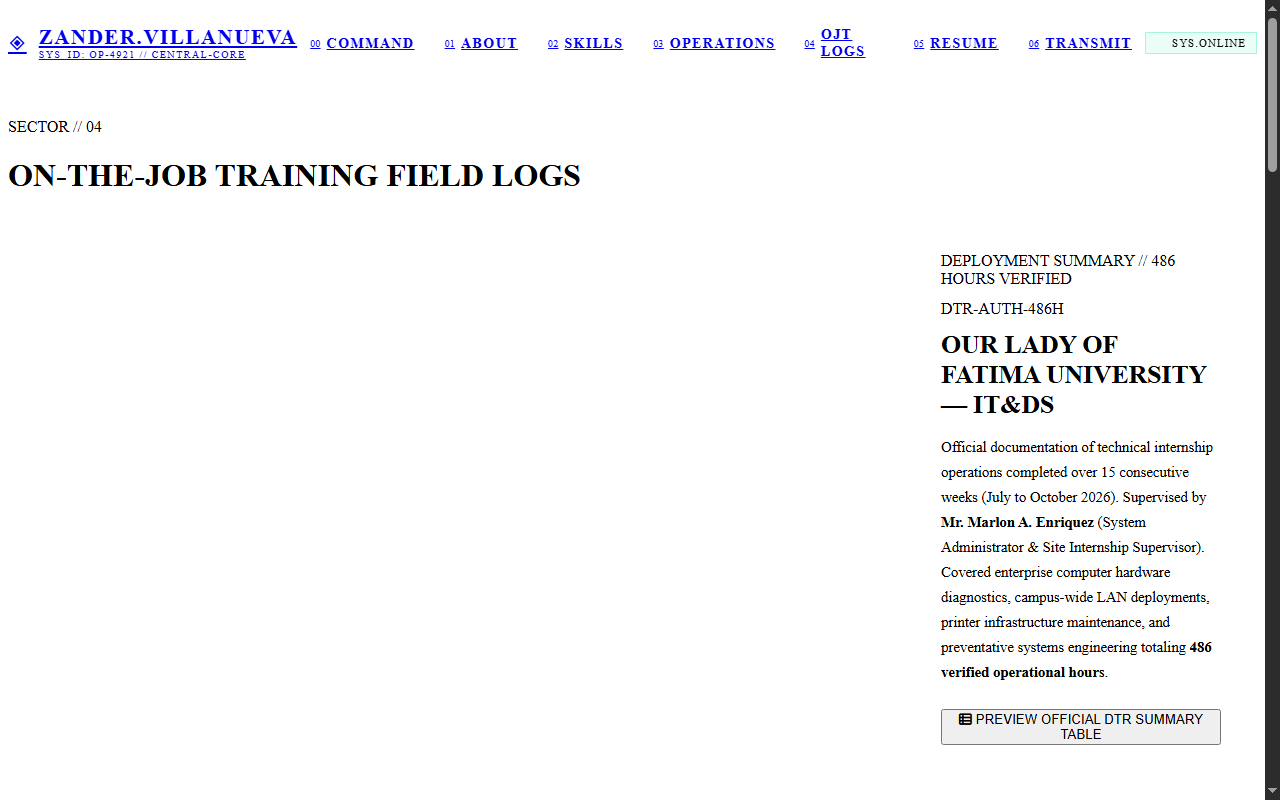 ◈ ZANDER.VILLANUEVA
SYS_ID: OP-4921 // CENTRAL-CORE
00 COMMAND
01 ABOUT
02 SKILLS
03 OPERATIONS
04 OJT
LOGS
05 RESUME
06 TRANSMIT
SYS.ONLINE
SECTOR // 04
ON-THE-JOB TRAINING FIELD LOGS
DEPLOYMENT SUMMARY // 486
HOURS VERIFIED
DTR-AUTH-486H
OUR LADY OF
FATIMA UNIVERSITY
— IT&DS
Official documentation of technical internship
operations completed over 15 consecutive
weeks (July to October 2026). Supervised by
Mr. Marlon A. Enriquez (System
Administrator & Site Internship Supervisor).
Covered enterprise computer hardware
diagnostics, campus-wide LAN deployments,
printer infrastructure maintenance, and
preventative systems engineering totaling 486
verified operational hours.
PREVIEW OFFICIAL DTR SUMMARY
TABLE